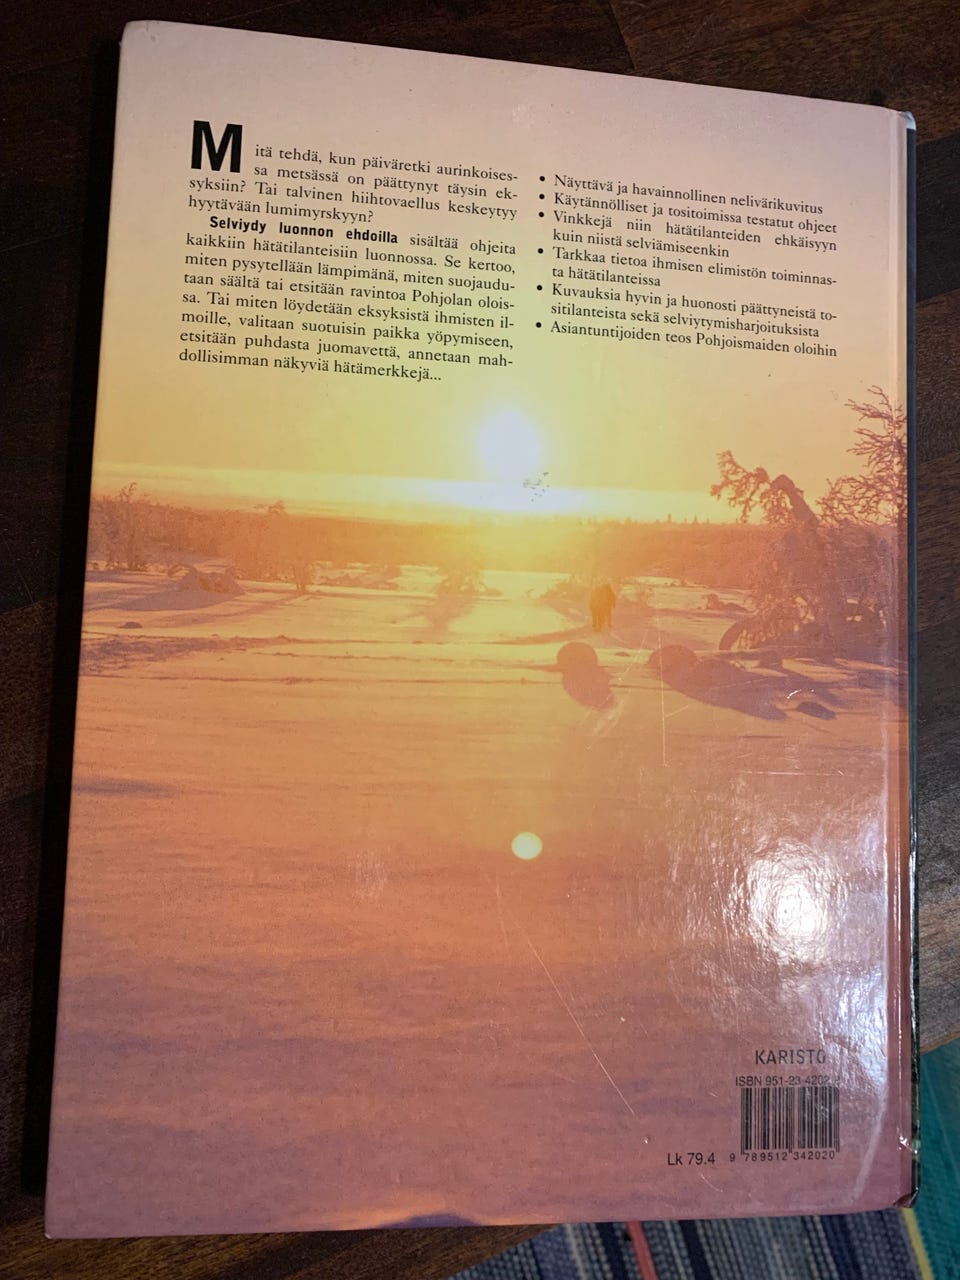 Mitä tehdä, kun päiväretki aurinkoises-
sa metsässä on päättynyt täysin ek-
syksiin? Tai talvinen hiihtovaellus keskeytyy
hyytävään lumimyrskyyn?
Selviydy luonnon ehdoilla sisältää ohjeita
kaikkiin hätätilanteisiin luonnossa. Se kertoo,
miten pysytellään lämpimänä, miten suojaudu-
taan säältä tai etsitään ravintoa Pohjolan olois-
sa. Tai miten löydetään eksyksistä ihmisten il-
moille, valitaan suotuisin paikka yöpymiseen,
etsitään puhdasta juomavettä, annetaan mah-
dollisimman näkyviä hätämerkkejä...
• Näyttävä ja havainnollinen nelivärikuvitus
• Käytännölliset ja tositoimissa testatut ohjeet
• Vinkkejä niin hätätilanteiden ehkäisyyn
kuin niistä selviämiseenkin
• Tarkkaa tietoa ihmisen elimistön toiminnas-
ta hätätilanteissa
• Kuvauksia hyvin ja huonosti päättyneistä to-
sitilanteista sekä selviytymisharjoituksista
• Asiantuntijoiden teos Pohjoismaiden oloihin
KARISTO
ISBN 951-23-4202
Lk 79.4
9 789512 342020